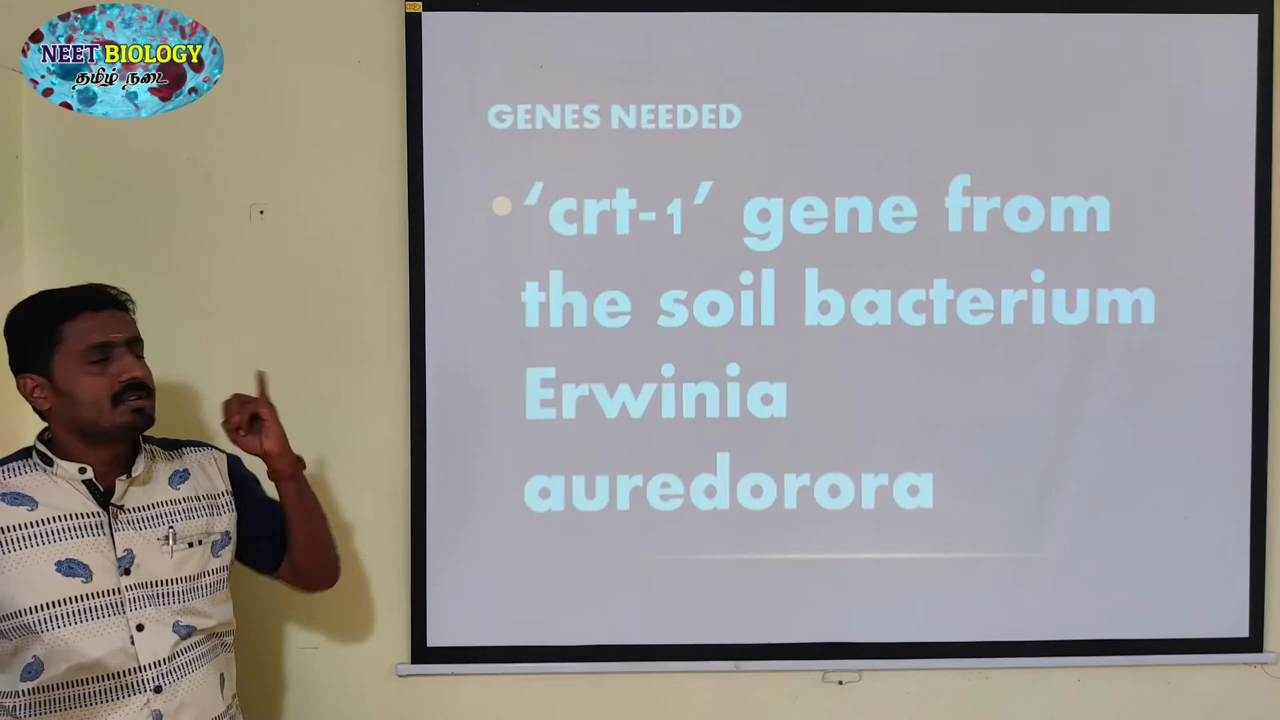 NEET BIOLOGY
தமிழ் நடை
GENES NEEDED
• ‘crt-1’ gene from
the soil bacterium
Erwinia
auredorora